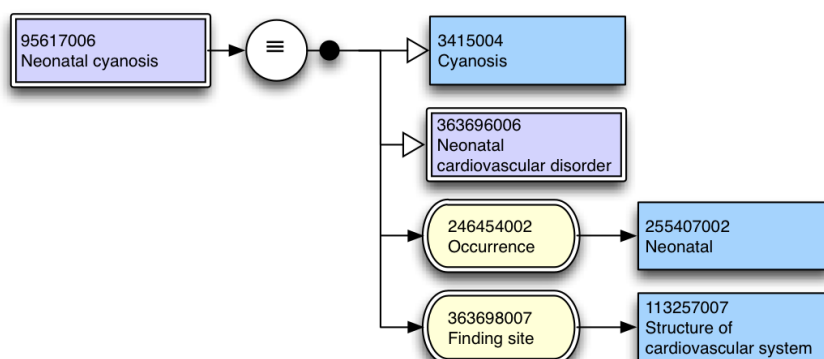 95617006
Neonatal cyanosis
≡
3415004
Cyanosis
363696006
Neonatal
cardiovascular disorder
246454002
Occurrence
255407002
Neonatal
363698007
Finding site
113257007
Structure of
cardiovascular system